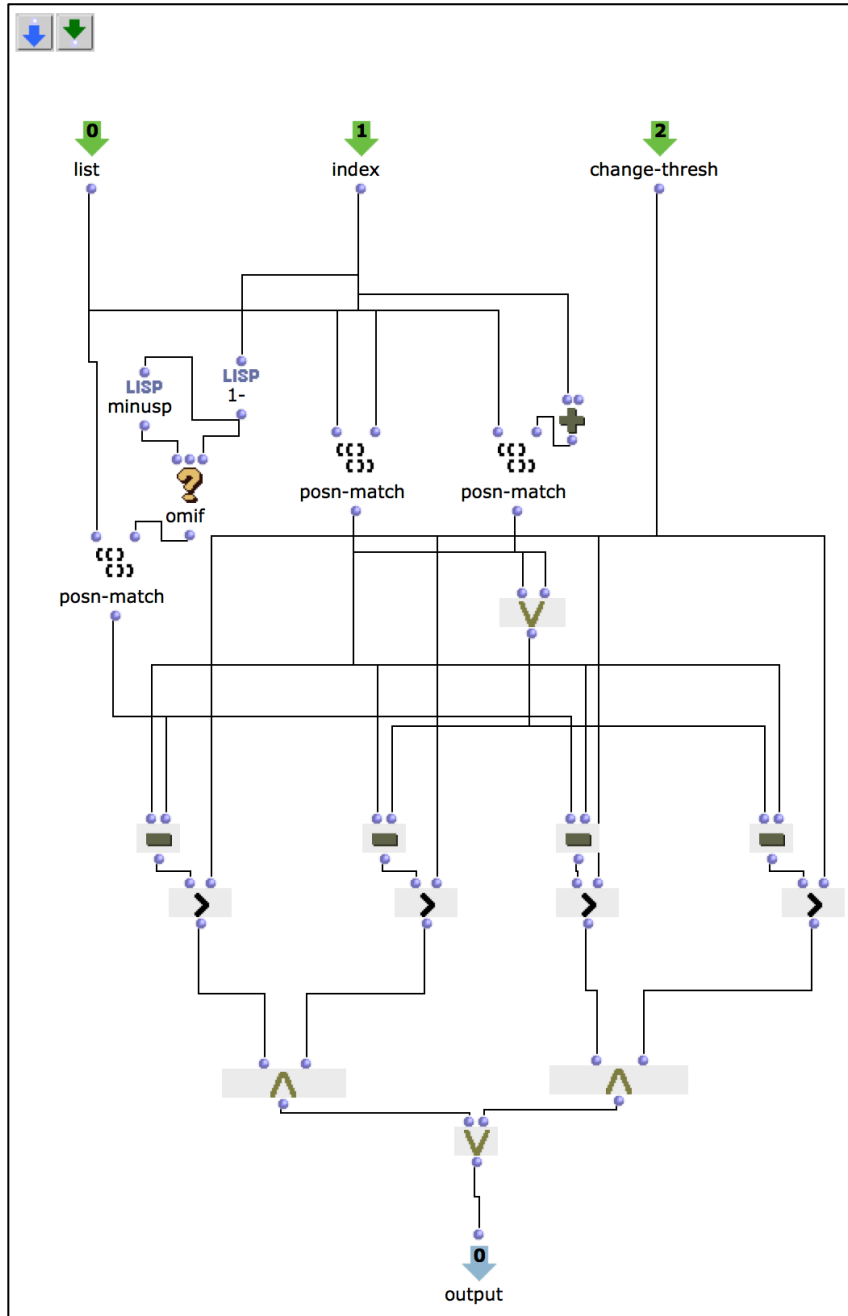 0 1 2
list index change-thresh
LISP LISP
minusp 1-
omif
posn-match posn-match
posn-match
0
output